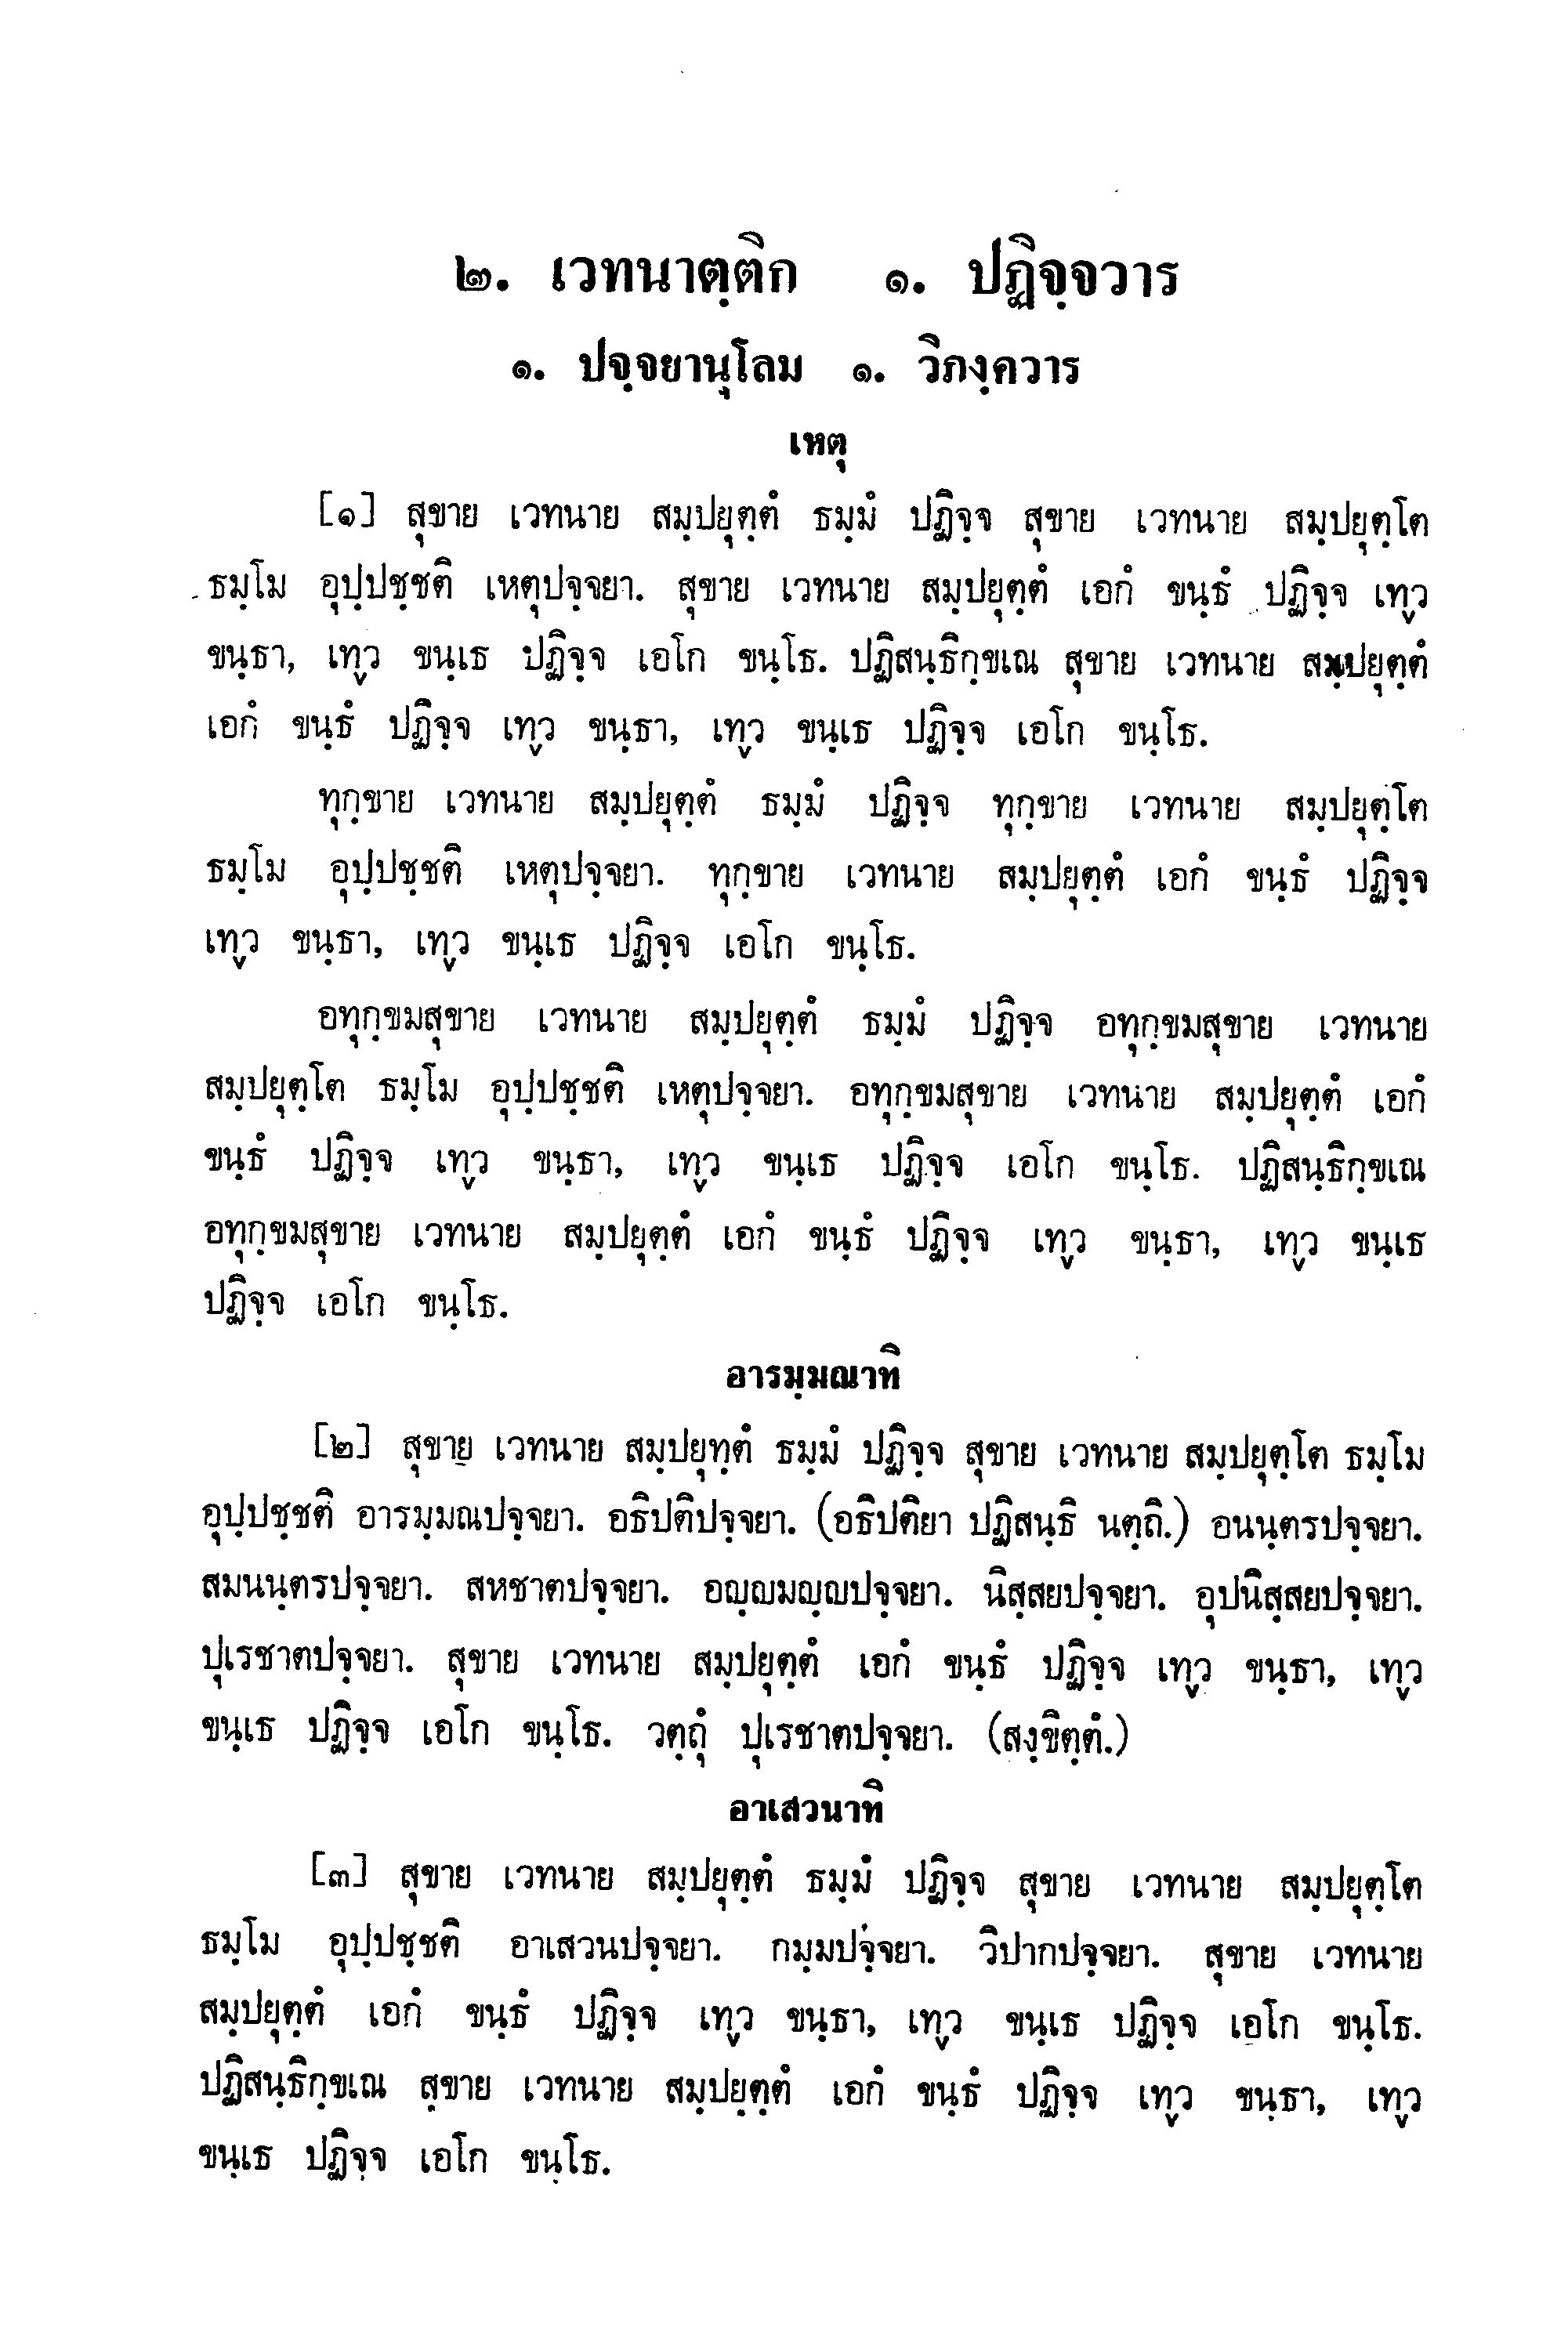 ๒. เวทนาตฺติก ๑. ปฏิจฺจวาร
๑. ปจฺจยานุโลม ๑. วิภงฺควาร
เหตุ
[๑] สุขาย เวทนาย สมฺปยุตฺตํ ธมฺมํ ปฏิจฺจ สุขาย เวทนาย สมฺปยุตฺโต
ธมฺโม อุปฺปชฺชติ เหตุปจฺจยา. สุขาย เวทนาย สมฺปยุตฺตํ เอกํ ขนฺธํ ปฏิจฺจ เทฺว
ขนฺธา, เทฺว ขนฺเธ ปฏิจฺจ เอโก ขนฺโธ. ปฏิสนฺธิกฺขเณ สุขาย เวทนาย สมฺปยุตฺตํ
เอกํ ขนฺธํ ปฏิจฺจ เทฺว ขนฺธา, เทฺว ขนฺเธ ปฏิจฺจ เอโก ขนฺโธ.
ทุกฺขาย เวทนาย สมฺปยุตฺตํ ธมฺมํ ปฏิจฺจ ทุกฺขาย เวทนาย สมฺปยุตฺโต
ธมฺโม อุปฺปชฺชติ เหตุปจฺจยา. ทุกฺขาย เวทนาย สมฺปยุตฺตํ เอกํ ขนฺธํ ปฏิจฺจ
เทฺว ขนฺธา, เทฺว ขนฺเธ ปฏิจฺจ เอโก ขนฺโธ.
อทุกฺขมสุขาย เวทนาย สมฺปยุตฺตํ ธมฺมํ ปฏิจฺจ อทุกฺขมสุขาย เวทนาย
สมฺปยุตฺโต ธมฺโม อุปฺปชฺชติ เหตุปจฺจยา. อทุกฺขมสุขาย เวทนาย สมฺปยุตฺตํ เอกํ
ขนฺธํ ปฏิจฺจ เทฺว ขนฺธา, เทฺว ขนฺเธ ปฏิจฺจ เอโก ขนฺโธ. ปฏิสนฺธิกฺขเณ
อทุกฺขมสุขาย เวทนาย สมฺปยุตฺตํ เอกํ ขนฺธํ ปฏิจฺจ เทฺว ขนฺธา, เทฺว ขนฺเธ
ปฏิจฺจ เอโก ขนฺโธ.
อารมฺมณาทิ
[๒] สุขาย เวทนาย สมฺปยุทฺตํ ธมฺมํ ปฏิจฺจ สุขาย เวทนาย สมฺปยุตฺโต ธมฺโม
อุปฺปชฺชติ อารมฺมณปจฺจยา. อธิปติปจฺจยา. (อธิปติยา ปฏิสนฺธิ นตฺถิ.) อนนฺตรปจฺจยา.
สมนนฺตรปจฺจยา. สหชาตปจฺจยา. อญฺญมญฺญปจฺจยา. นิสฺสยปจฺจยา. อุปนิสฺสยปจฺจยา.
ปุเรชาตปจฺจยา. สุขาย เวทนาย สมฺปยุตฺตํ เอกํ ขนฺธํ ปฏิจฺจ เทฺว ขนฺธา, เทฺว
ขนฺเธ ปฏิจฺจ เอโก ขนฺโธ. วตฺถุํ ปุเรชาตปจฺจยา. (สงฺขิตฺตํ.)
อาเสวนาทิ
[๓] สุขาย เวทนาย สมฺปยุตฺตํ ธมฺมํ ปฏิจฺจ สุขาย เวทนาย สมฺปยุตฺโต
ธมฺโม อุปฺปชฺชติ อาเสวนปจฺจยา. กมฺมปจฺจยา. วิปากปจฺจยา. สุขาย เวทนาย
สมฺปยุตฺตํ เอกํ ขนฺธํ ปฏิจฺจ เทฺว ขนฺธา, เทฺว ขนฺเธ ปฏิจฺจ เอโก ขนฺโธ.
ปฏิสนฺธิกฺขเณ สุขาย เวทนาย สมฺปยุตฺตํ เอกํ ขนฺธํ ปฏิจฺจ เทฺว ขนฺธา, เทฺว
ขนฺเธ ปฏิจฺจ เอโก ขนฺโธ.